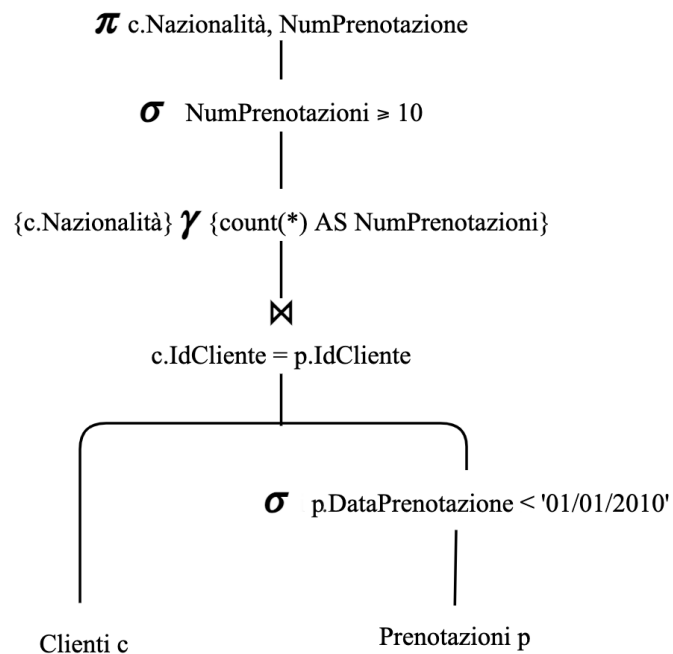 π c.Nazionalità, NumPrenotazione
σ NumPrenotazioni ⩾ 10
{c.Nazionalità} γ {count(*) AS NumPrenotazioni}
⋈
c.IdCliente = p.IdCliente
σ p.DataPrenotazione < '01/01/2010'
Clienti c
Prenotazioni p